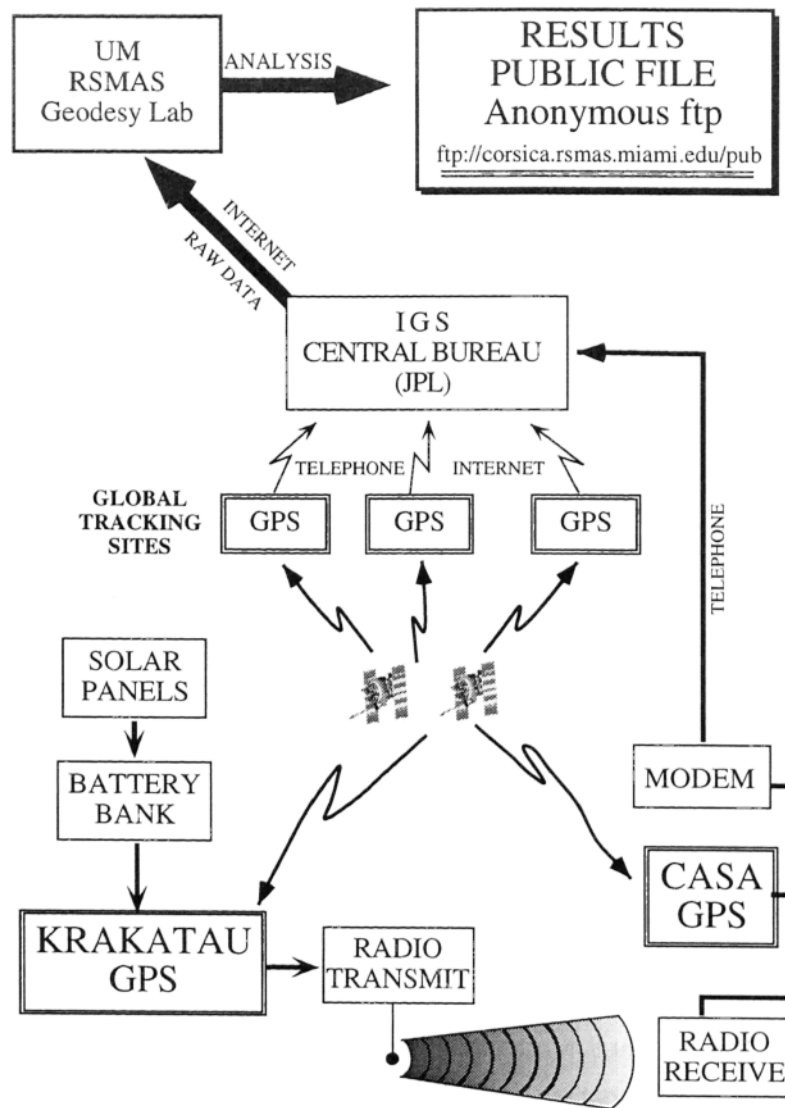 UM
RSMAS
Geodesy Lab
ANALYSIS
RESULTS
PUBLIC FILE
Anonymous ftp
ftp://corsica.rsmas.miami.edu/pub
INTERNET
RAW DATA
I G S
CENTRAL BUREAU
(JPL)
TELEPHONE
INTERNET
GLOBAL
TRACKING
SITES
GPS
GPS
GPS
TELEPHONE
SOLAR
PANELS
BATTERY
BANK
MODEM
CASA
GPS
KRAKATAU
GPS
RADIO
TRANSMIT
RADIO
RECEIVE